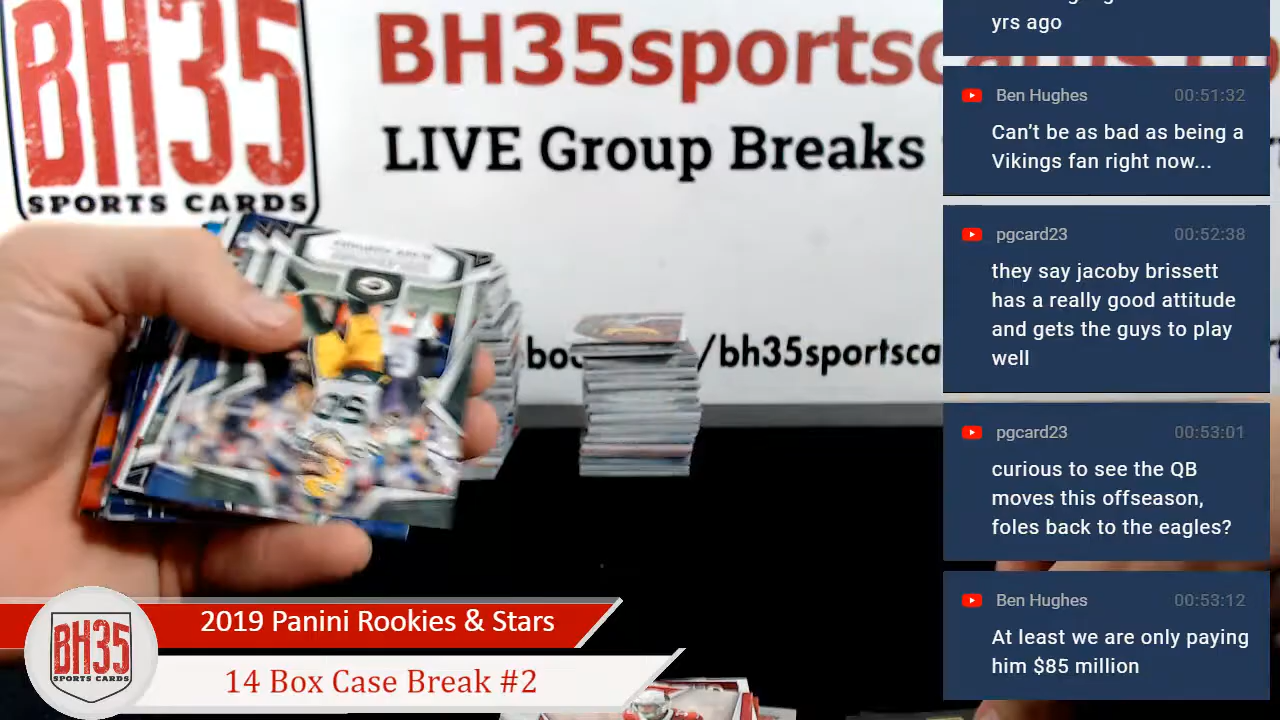 BH35
SPORTS CARDS
BH35sportsc
LIVE Group Breaks
/bh35sportsca
yrs ago
Ben Hughes 00:51:32
Can't be as bad as being a
Vikings fan right now...
pgcard23 00:52:38
they say jacoby brissett
has a really good attitude
and gets the guys to play
well
pgcard23 00:53:01
curious to see the QB
moves this offseason,
foles back to the eagles?
Ben Hughes 00:53:12
At least we are only paying
him $85 million
2019 Panini Rookies & Stars
14 Box Case Break #2
BH35
SPORTS CARDS